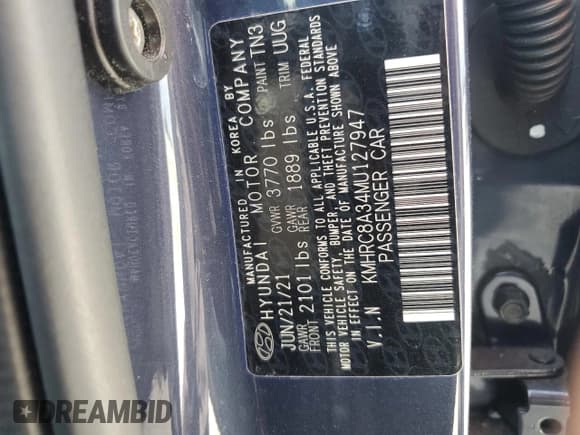 MANUFACTURED IN KOREA BY
HYUNDAI MOTOR COMPANY
JUN/21/21 GVWR 3770 lbs PAINT TN3
GAWR FRONT 2101 lbs GAWR REAR 1889 lbs TRIM UUG
THIS VEHICLE CONFORMS TO ALL APPLICABLE U.S.A. FEDERAL
MOTOR VEHICLE SAFETY, BUMPER, AND THEFT PREVENTION STANDARDS
IN EFFECT ON THE DATE OF MANUFACTURE SHOWN ABOVE
V.I.N KMHRC8A34MU127947
PASSENGER CAR
DREAMBID